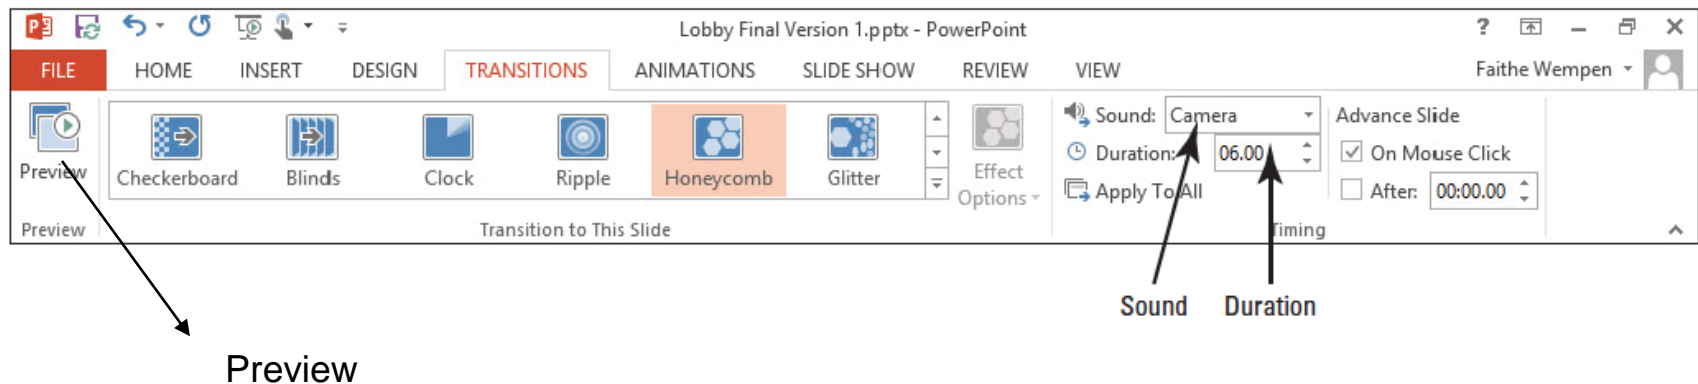 Lobby Final Version 1.pptx - PowerPoint
FILE HOME INSERT DESIGN TRANSITIONS ANIMATIONS SLIDE SHOW REVIEW VIEW Faithe Wempen
Preview
Checkerboard Blinds Clock Ripple Honeycomb Glitter
Effect
Options
Sound: Camera
Duration: 06.00
Apply To All
Advance Slide
On Mouse Click
After: 00:00.00
Preview Transition to This Slide Timing
Sound Duration
Preview